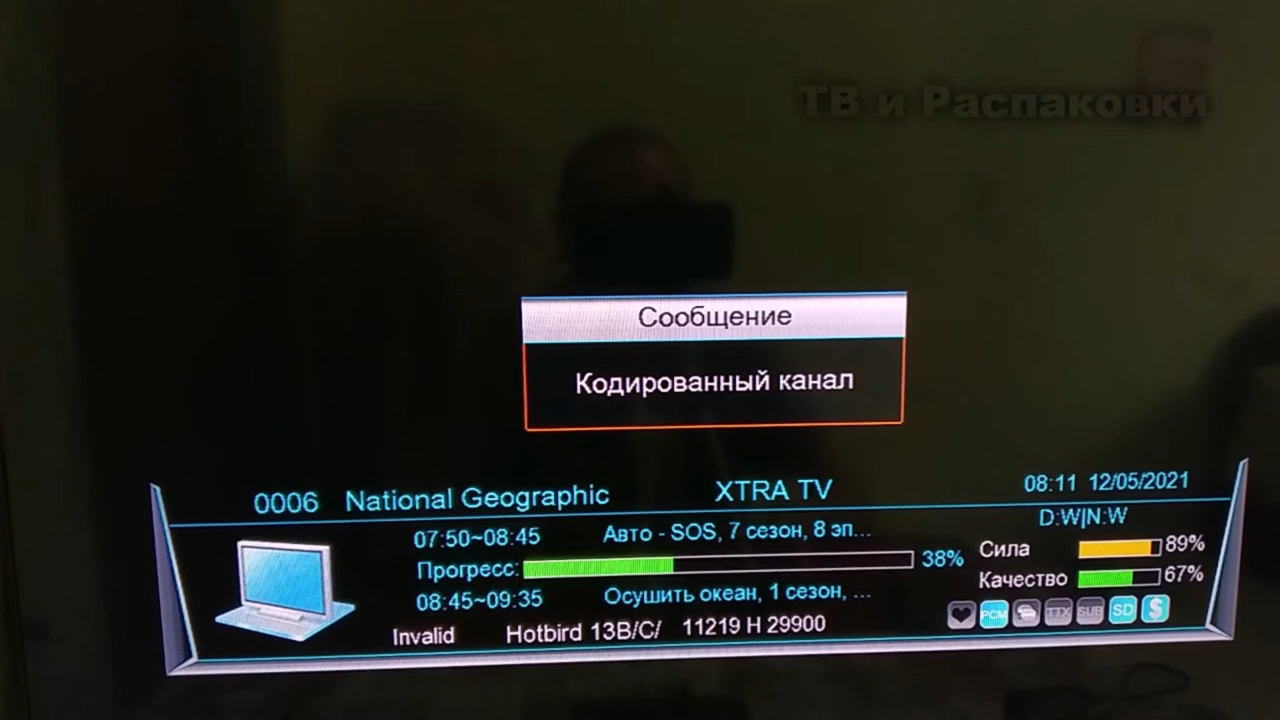 ТВ и Распаковки
Сообщение
Кодированный канал
0006 National Geographic XTRA TV 08:11 12/05/2021
07:50~08:45 Авто - SOS, 7 сезон, 8 эп... D:W|N:W
Прогресс: 38% Сила 89%
08:45~09:35 Осушить океан, 1 сезон, ... Качество 67%
Invalid Hotbird 13B/C/ 11219 H 29900 PCM TTX SUB SD $